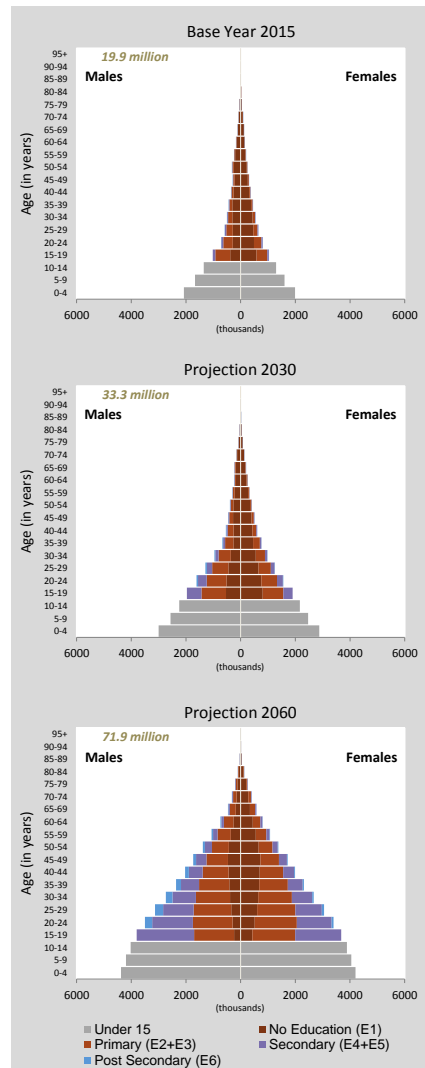 Base Year 2015
19.9 million
Males
Females
Age (in years)
95+
90-94
85-89
80-84
75-79
70-74
65-69
60-64
55-59
50-54
45-49
40-44
35-39
30-34
25-29
20-24
15-19
10-14
5-9
0-4
6000 4000 2000 0 2000 4000 6000
(thousands)
Projection 2030
33.3 million
Males
Females
Age (in years)
95+
90-94
85-89
80-84
75-79
70-74
65-69
60-64
55-59
50-54
45-49
40-44
35-39
30-34
25-29
20-24
15-19
10-14
5-9
0-4
6000 4000 2000 0 2000 4000 6000
(thousands)
Projection 2060
71.9 million
Males
Females
Age (in years)
95+
90-94
85-89
80-84
75-79
70-74
65-69
60-64
55-59
50-54
45-49
40-44
35-39
30-34
25-29
20-24
15-19
10-14
5-9
0-4
6000 4000 2000 0 2000 4000 6000
(thousands)
Under 15 No Education (E1)
Primary (E2+E3) Secondary (E4+E5)
Post Secondary (E6)